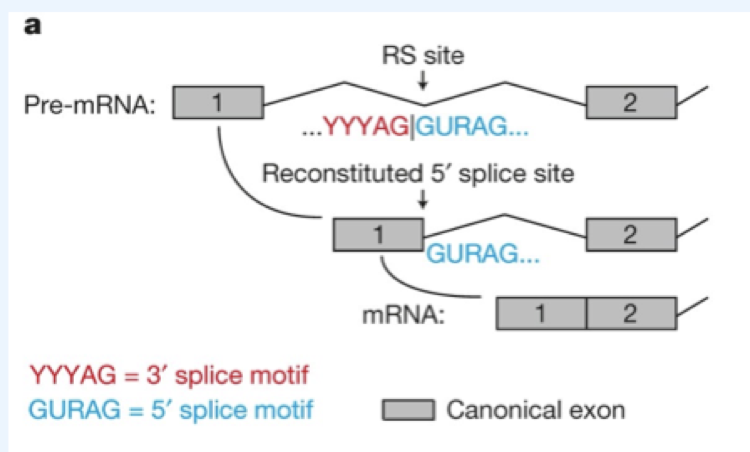 a
RS site
Pre-mRNA: 1 2
...YYYAG|GURAG...
Reconstituted 5′ splice site
1 2
GURAG...
mRNA: 1 2
YYYAG = 3′ splice motif
GURAG = 5′ splice motif
Canonical exon